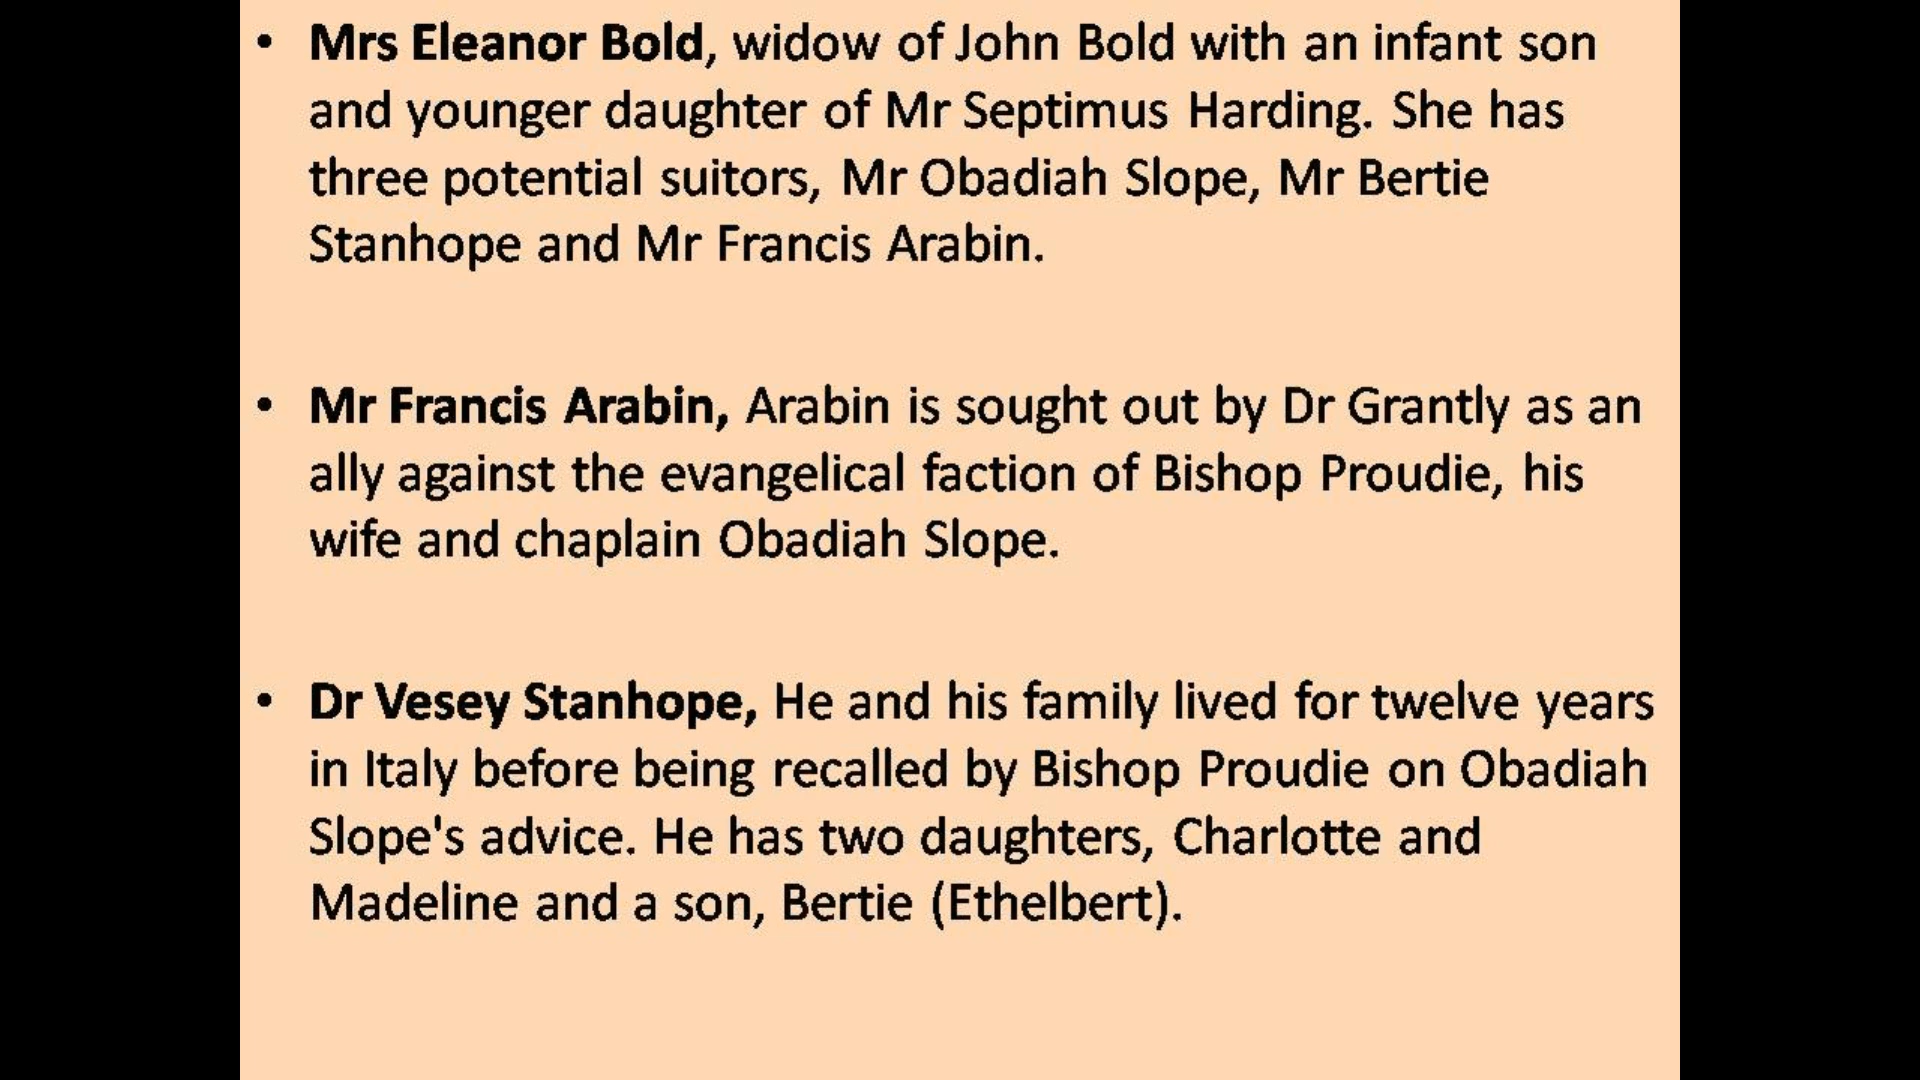 • Mrs Eleanor Bold, widow of John Bold with an infant son
and younger daughter of Mr Septimus Harding. She has
three potential suitors, Mr Obadiah Slope, Mr Bertie
Stanhope and Mr Francis Arabin.
• Mr Francis Arabin, Arabin is sought out by Dr Grantly as an
ally against the evangelical faction of Bishop Proudie, his
wife and chaplain Obadiah Slope.
• Dr Vesey Stanhope, He and his family lived for twelve years
in Italy before being recalled by Bishop Proudie on Obadiah
Slope's advice. He has two daughters, Charlotte and
Madeline and a son, Bertie (Ethelbert).